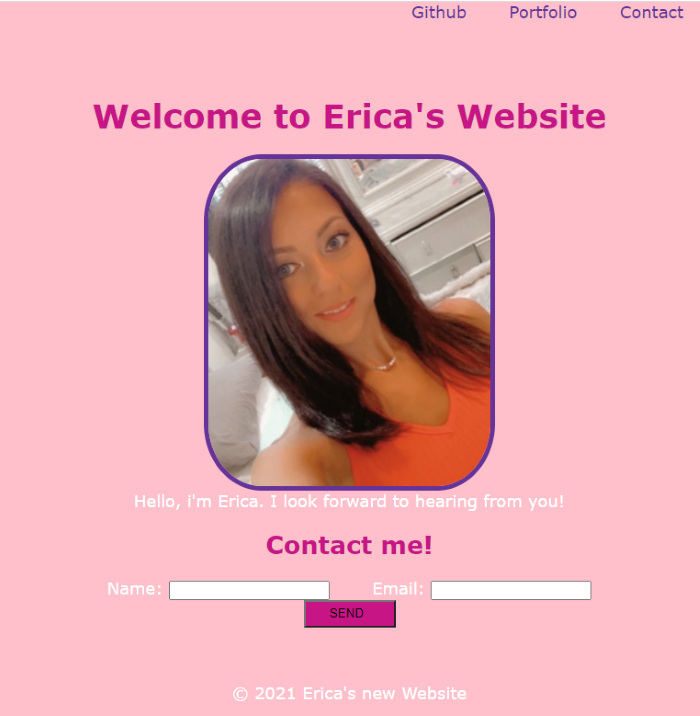 Github Portfolio Contact
Welcome to Erica's Website
Hello, i'm Erica. I look forward to hearing from you!
Contact me!
Name: Email:
SEND
© 2021 Erica's new Website